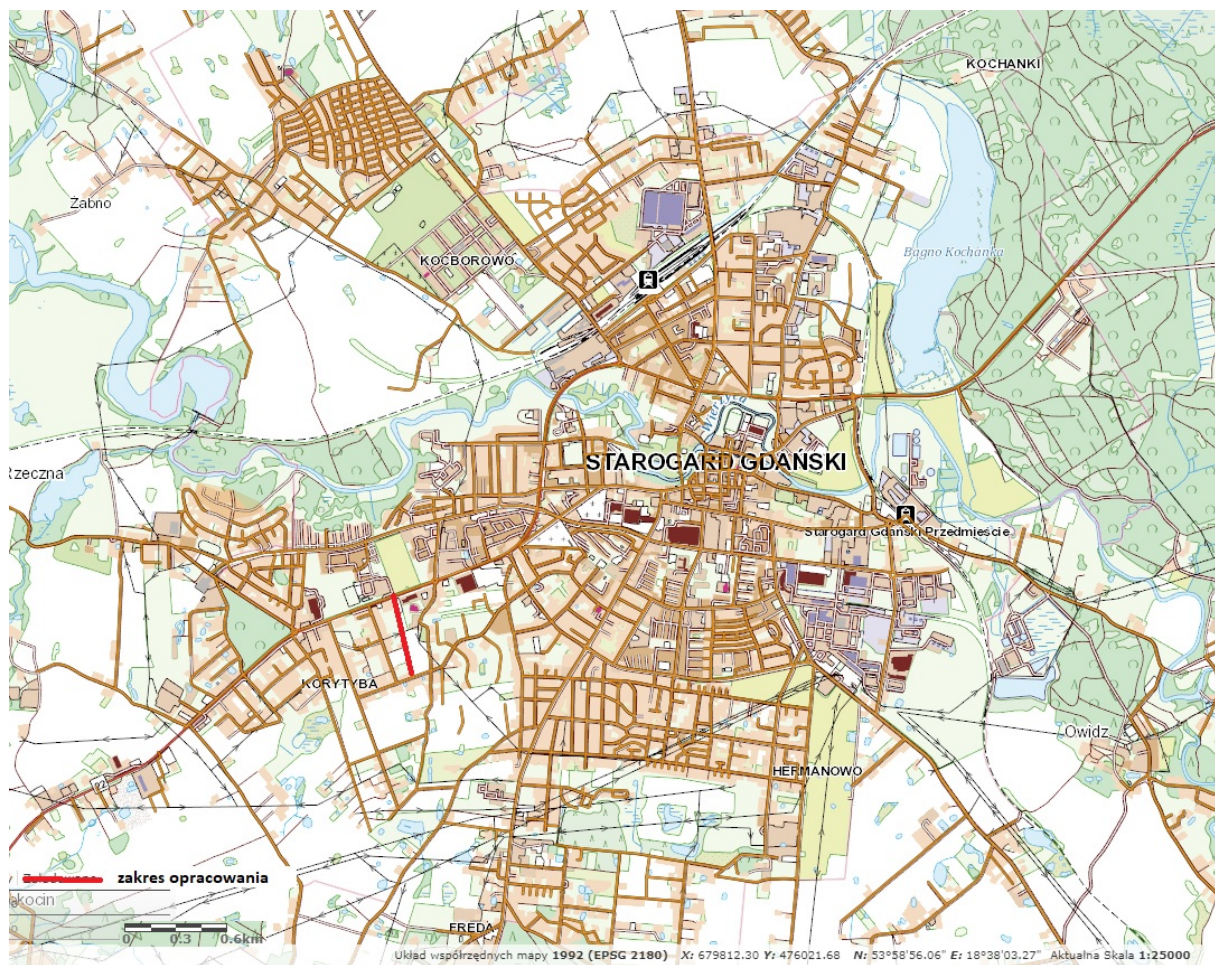 KOCHANKI
Żabno
KOCBOROWO
Bagno Kochanka
Wierzyca
STAROGARD GDAŃSKI
Rzeczna
Starogard Gdański Przedmieście
KORYTYBA
Owidz
22
HERMANOWO
zakres opracowania
kocin
FREDA
0 0.3 0.6km
Układ współrzędnych mapy 1992 (EPSG 2180) X: 679812.30 Y: 476021.68 N: 53°58'56.06" E: 18°38'03.27" Aktualna Skala 1:25000